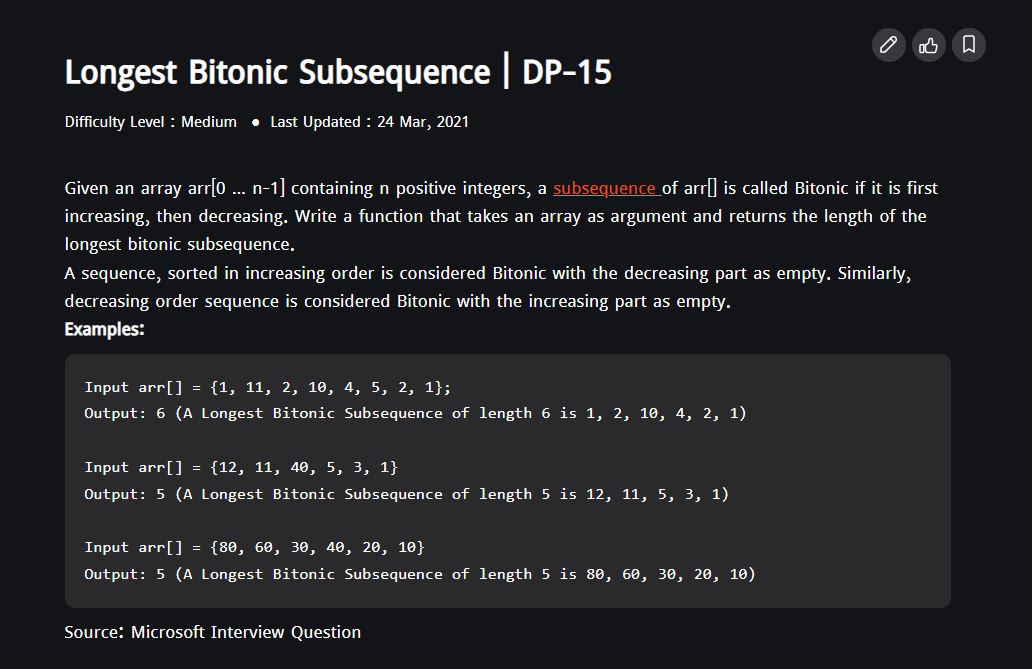 Longest Bitonic Subsequence | DP-15
Difficulty Level : Medium ● Last Updated : 24 Mar, 2021
Given an array arr[0 ... n-1] containing n positive integers, a subsequence of arr[] is called Bitonic if it is first
increasing, then decreasing. Write a function that takes an array as argument and returns the length of the
longest bitonic subsequence.
A sequence, sorted in increasing order is considered Bitonic with the decreasing part as empty. Similarly,
decreasing order sequence is considered Bitonic with the increasing part as empty.
Examples:
Input arr[] = {1, 11, 2, 10, 4, 5, 2, 1};
Output: 6 (A Longest Bitonic Subsequence of length 6 is 1, 2, 10, 4, 2, 1)
Input arr[] = {12, 11, 40, 5, 3, 1}
Output: 5 (A Longest Bitonic Subsequence of length 5 is 12, 11, 5, 3, 1)
Input arr[] = {80, 60, 30, 40, 20, 10}
Output: 5 (A Longest Bitonic Subsequence of length 5 is 80, 60, 30, 20, 10)
Source: Microsoft Interview Question